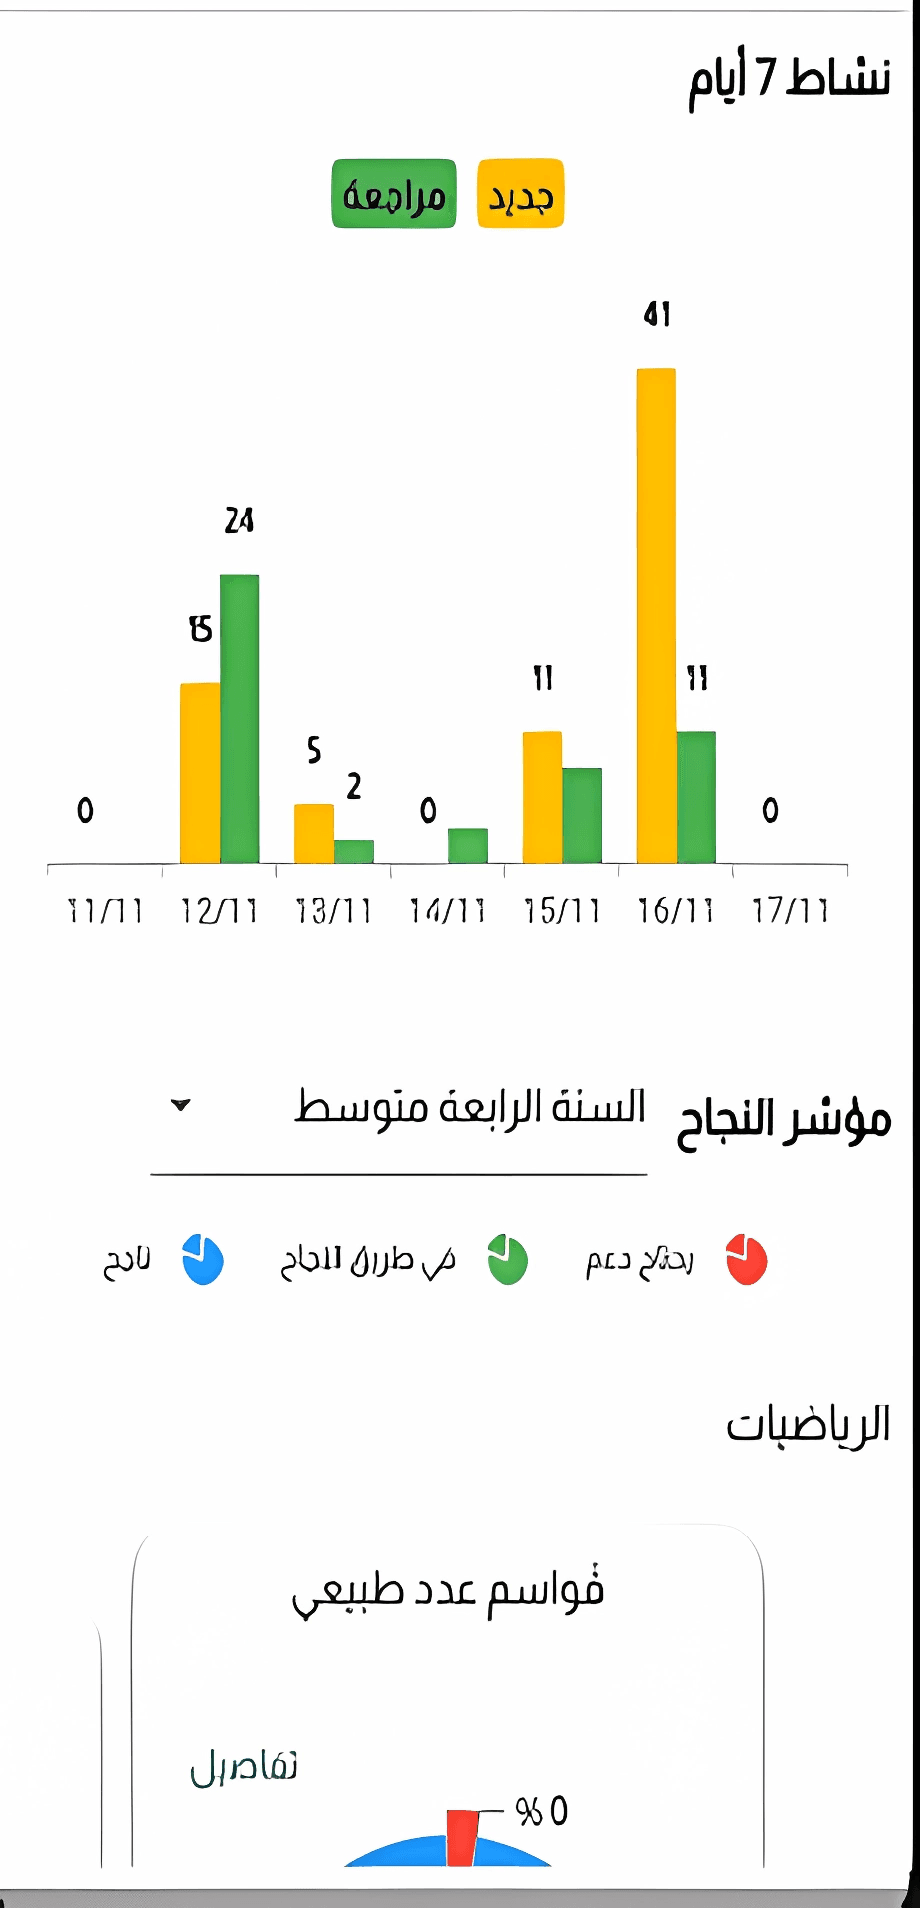 نشاط 7 أيام
جديد مراجعة
41
24
15
11 11
5
2
0 0 0
11/11 12/11 13/11 14/11 15/11 16/11 17/11
مؤشر النجاح السنة الرابعة متوسط
يحتاج دعم في طريق النجاح ناجح
الرياضيات
قواسم عدد طبيعي
تفاصيل
% 0